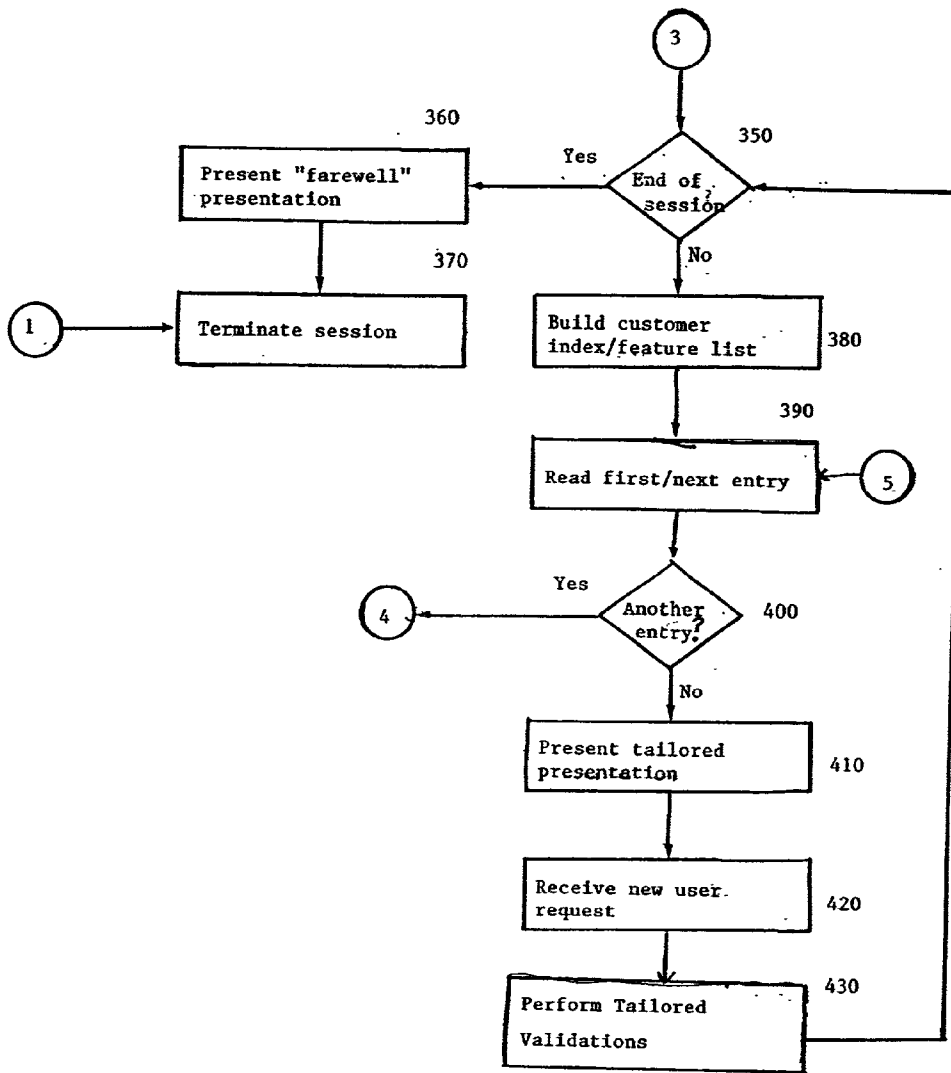 3
360
350
Yes
Present "farewell"
presentation
End of
session?
No
370
1
Terminate session
Build customer
index/feature list
380
390
Read first/next entry
5
Yes
4
Another
entry?
400
No
Present tailored
presentation
410
Receive new user
request
420
430
Perform Tailored
Validations